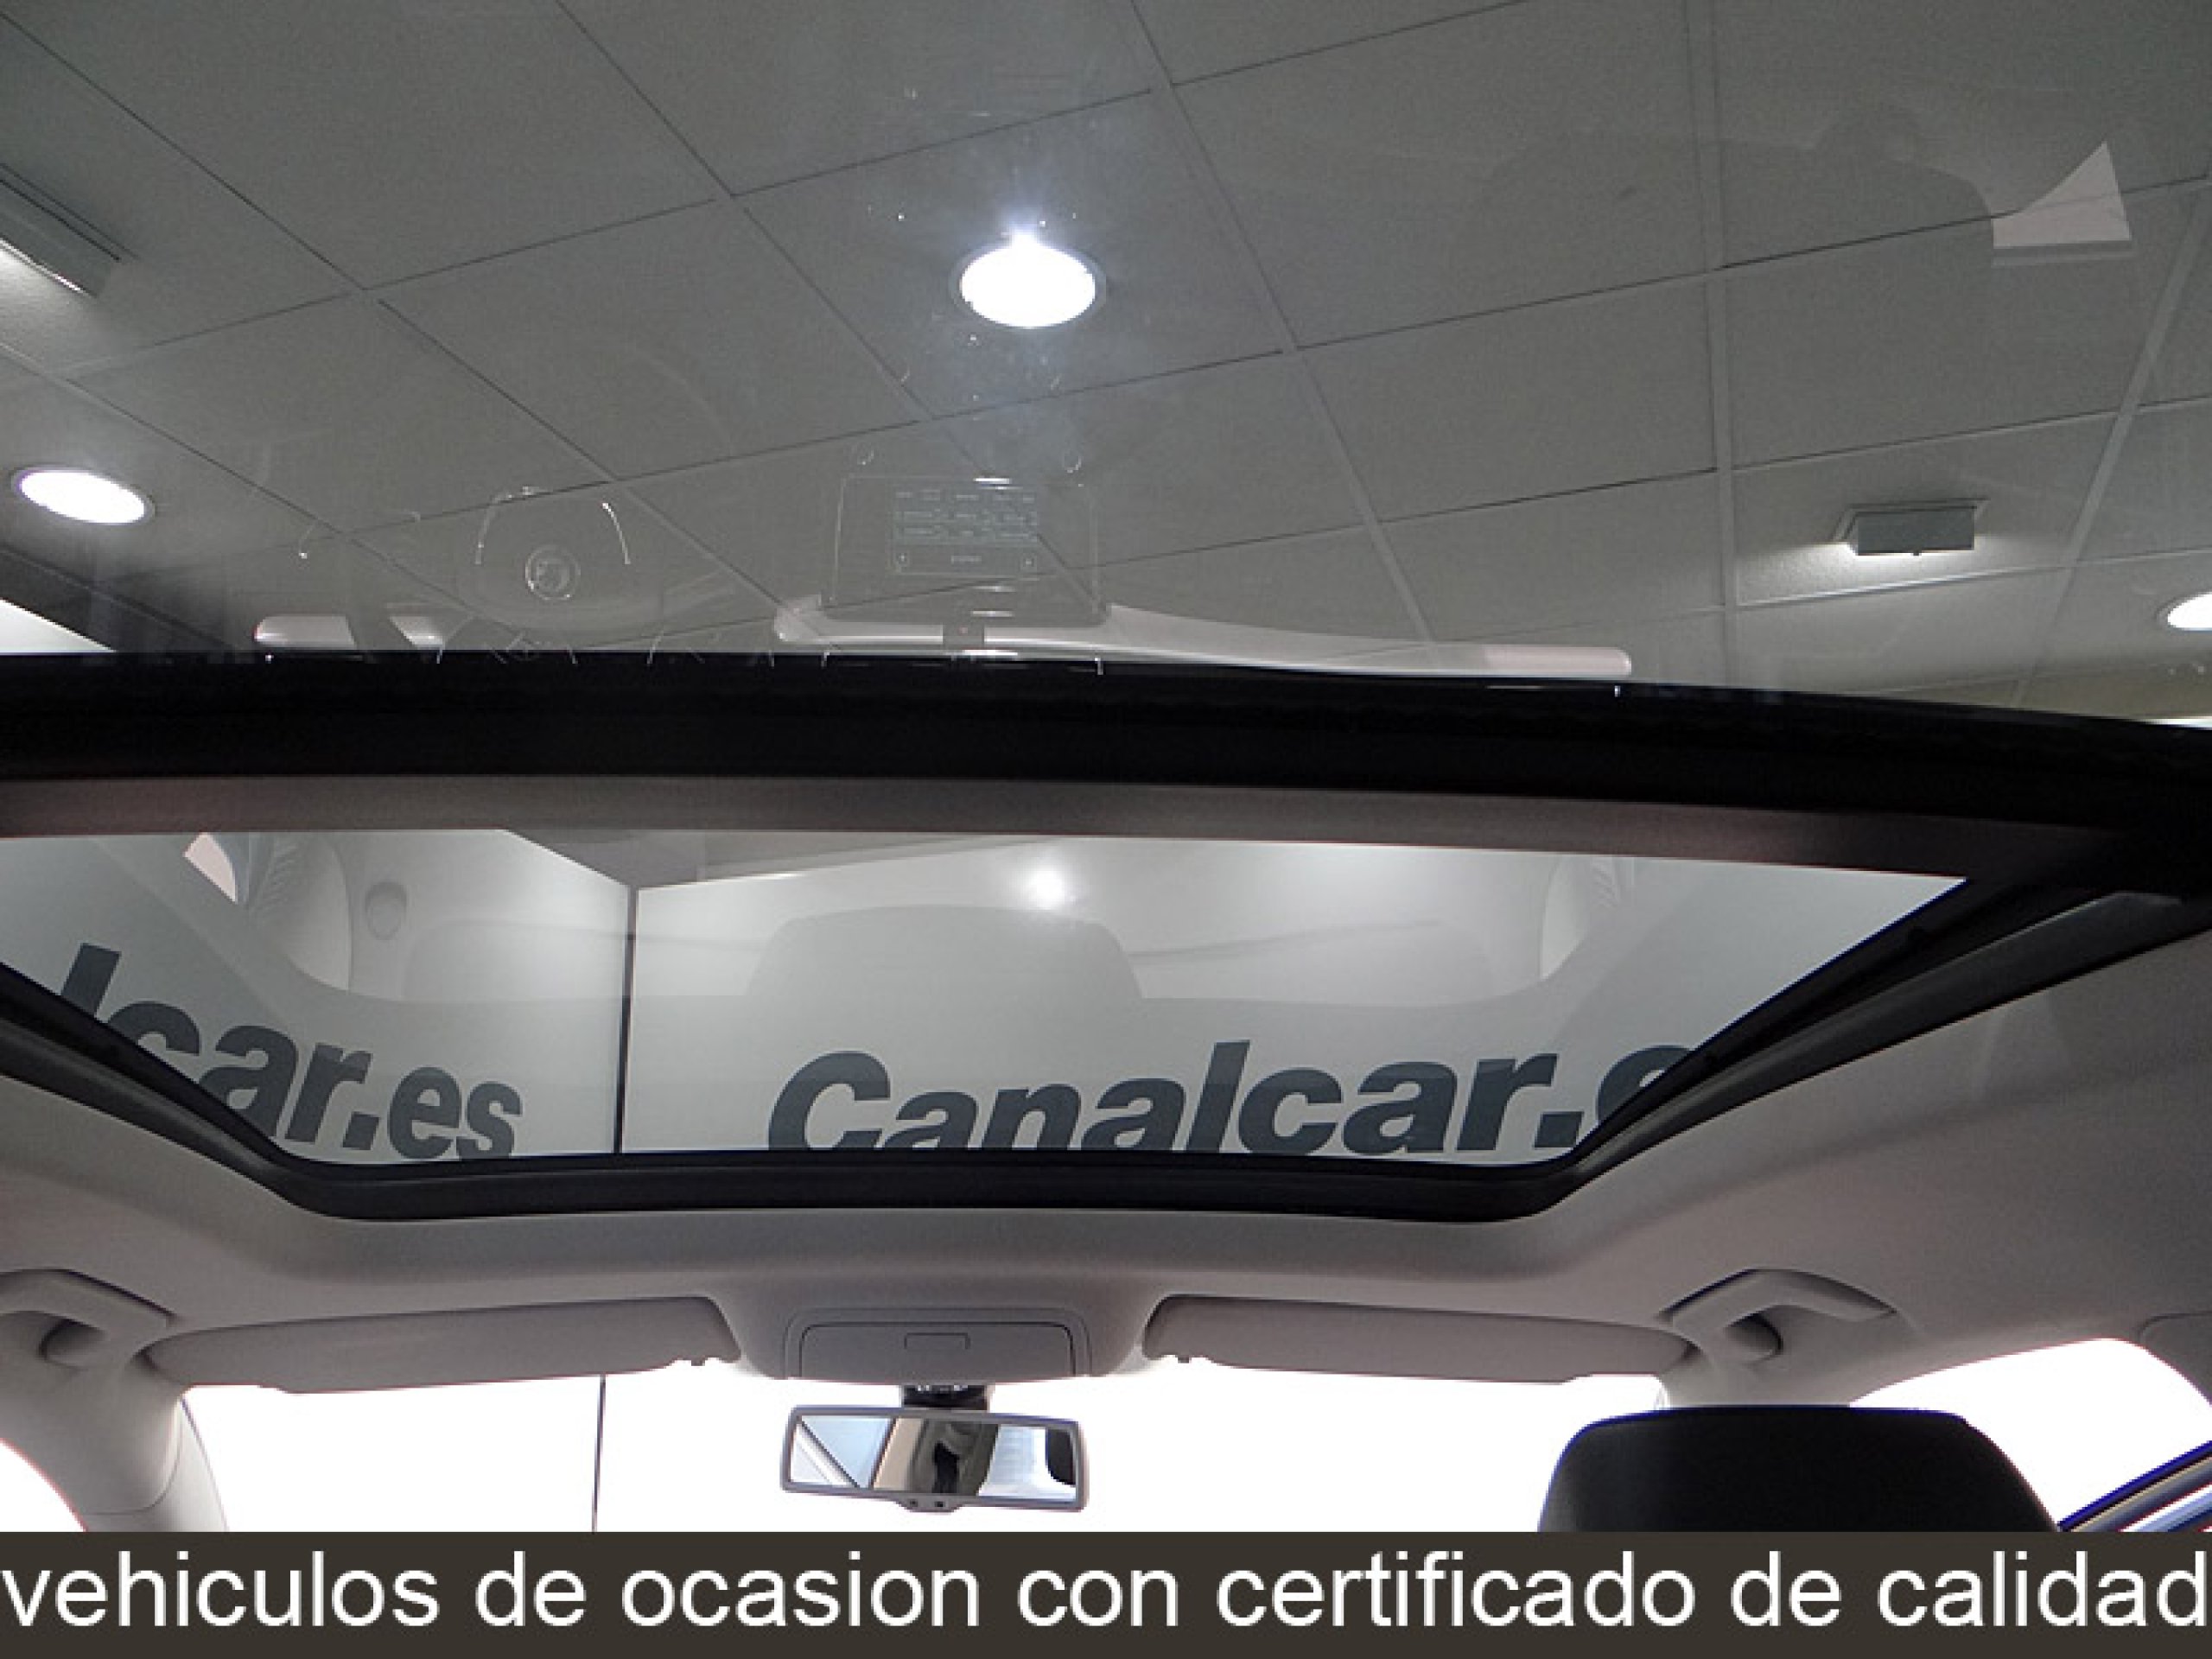 lcar.es
Canalcar.e
vehiculos de ocasion con certificado de calidad